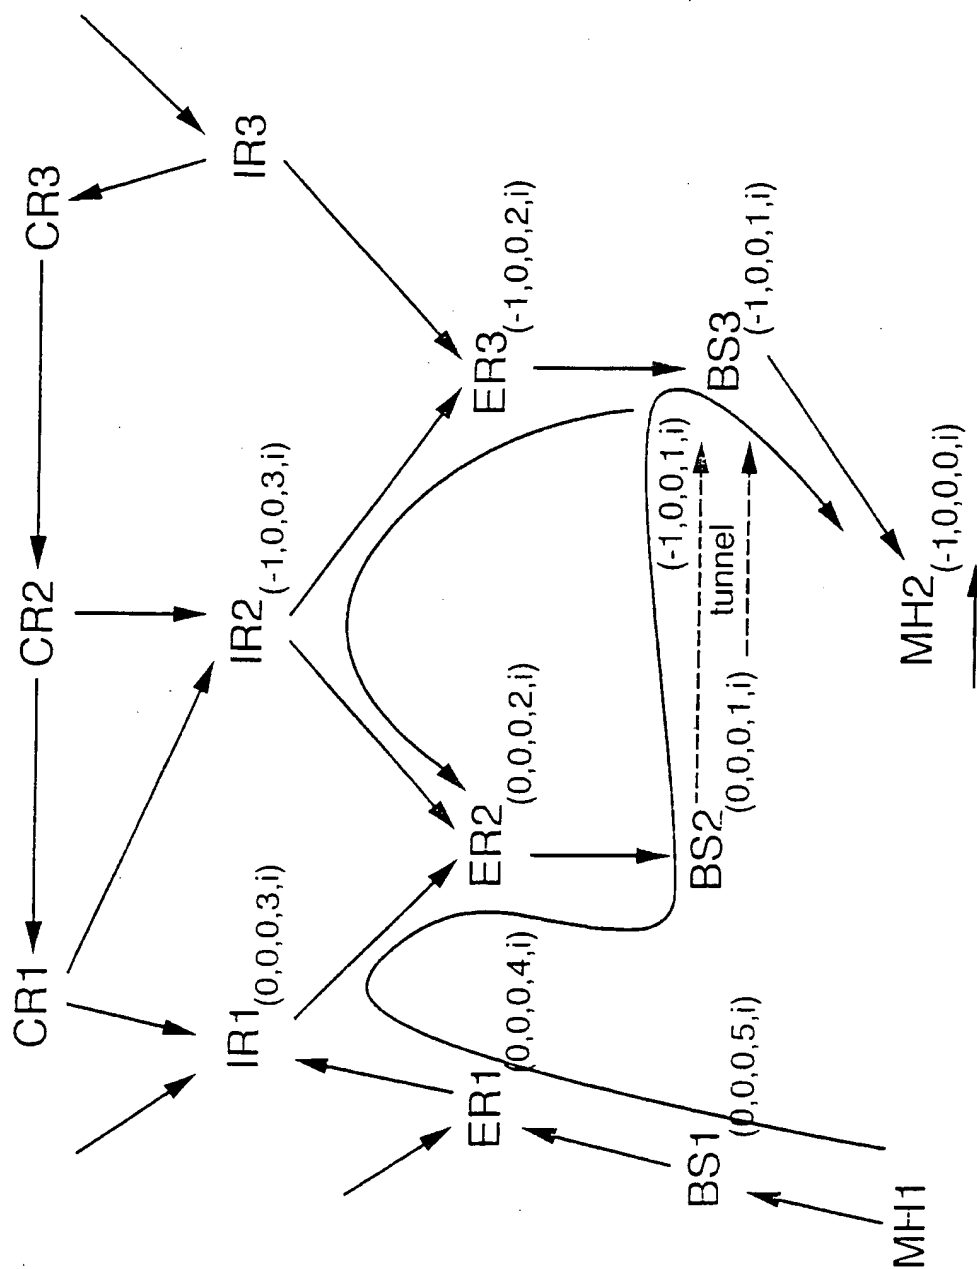 CR1
CR2
CR3
IR1
(0,0,0,3,i)
IR2
(-1,0,0,3,i)
IR3
ER1
(0,0,0,4,i)
ER2
(0,0,0,2,i)
ER3
(-1,0,0,2,i)
BS1
(0,0,0,5,i)
BS2
(0,0,0,1,i)
tunnel
(-1,0,0,1,i)
BS3
(-1,0,0,1,i)
MH1
MH2
(-1,0,0,0,i)